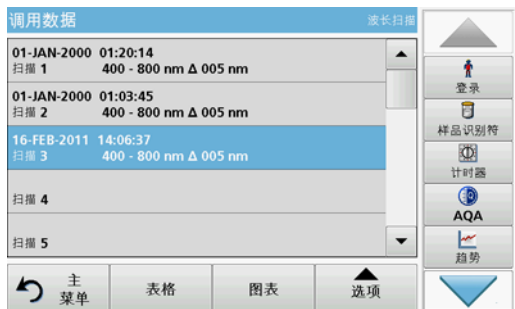 调用数据
波长扫描
01-JAN-2000 01:20:14
扫描 1 400 - 800 nm Δ 005 nm
01-JAN-2000 01:03:45
扫描 2 400 - 800 nm Δ 005 nm
16-FEB-2011 14:06:37
扫描 3 400 - 800 nm Δ 005 nm
扫描 4
扫描 5
主
菜单
表格
图表
选项
登录
样品识别符
计时器
AQA
趋势